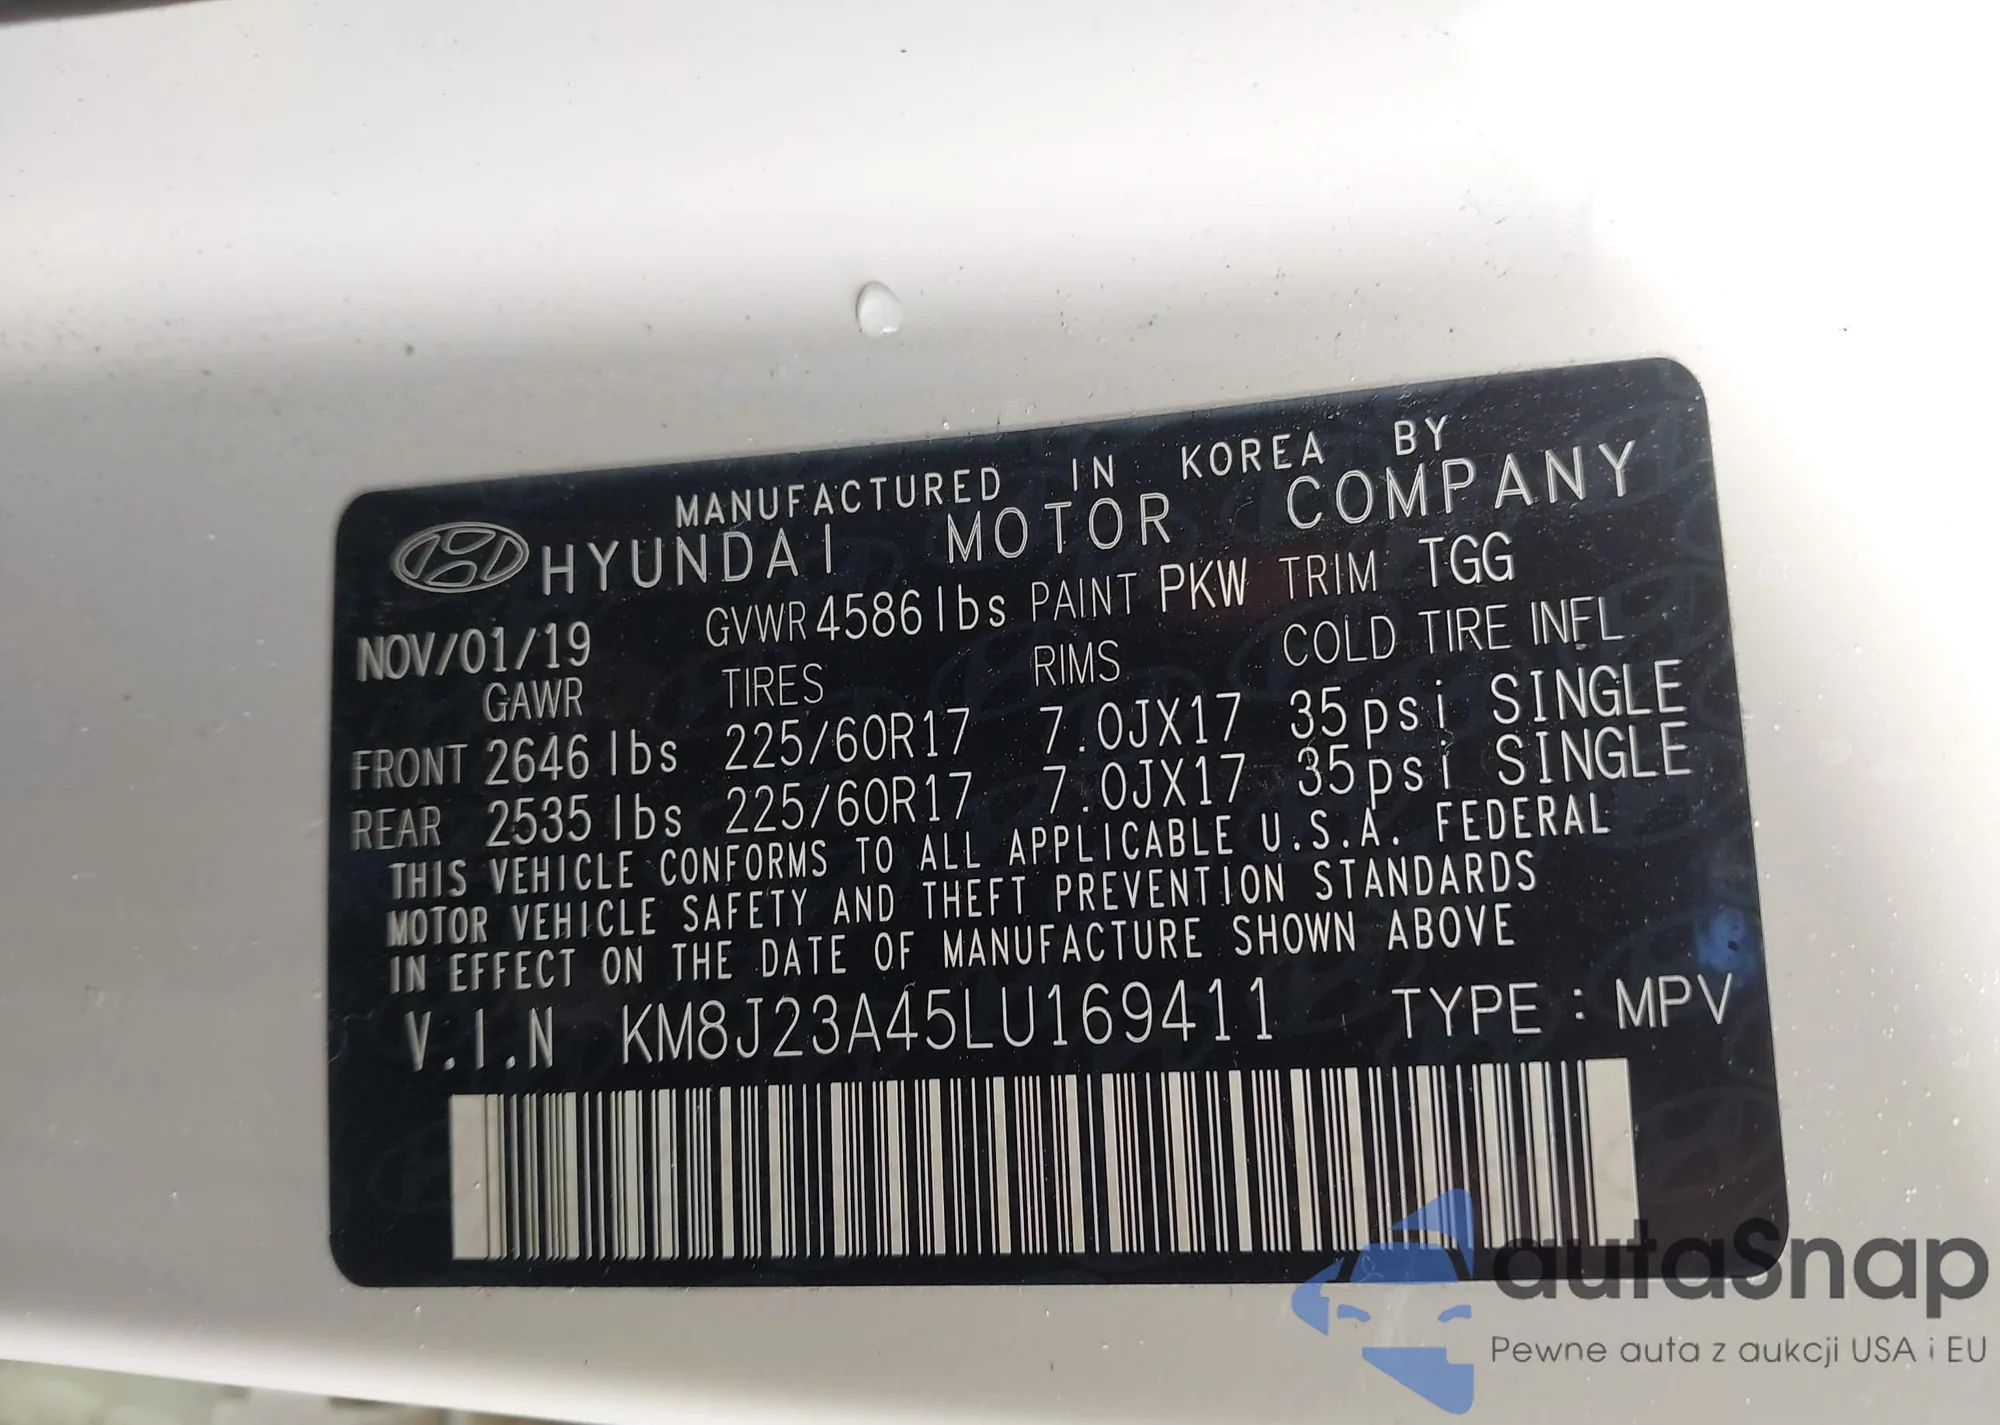 MANUFACTURED IN KOREA BY
HYUNDAI MOTOR COMPANY
NOV/01/19 GVWR 4586 lbs PAINT PKW TRIM TGG
GAWR TIRES RIMS COLD TIRE INFL
FRONT 2646 lbs 225/60R17 7.0JX17 35psi SINGLE
REAR 2535 lbs 225/60R17 7.0JX17 35psi SINGLE
THIS VEHICLE CONFORMS TO ALL APPLICABLE U.S.A. FEDERAL
MOTOR VEHICLE SAFETY AND THEFT PREVENTION STANDARDS
IN EFFECT ON THE DATE OF MANUFACTURE SHOWN ABOVE
V.I.N KM8J23A45LU169411 TYPE : MPV
autaSnap
Pewne auta z aukcji USA i EU